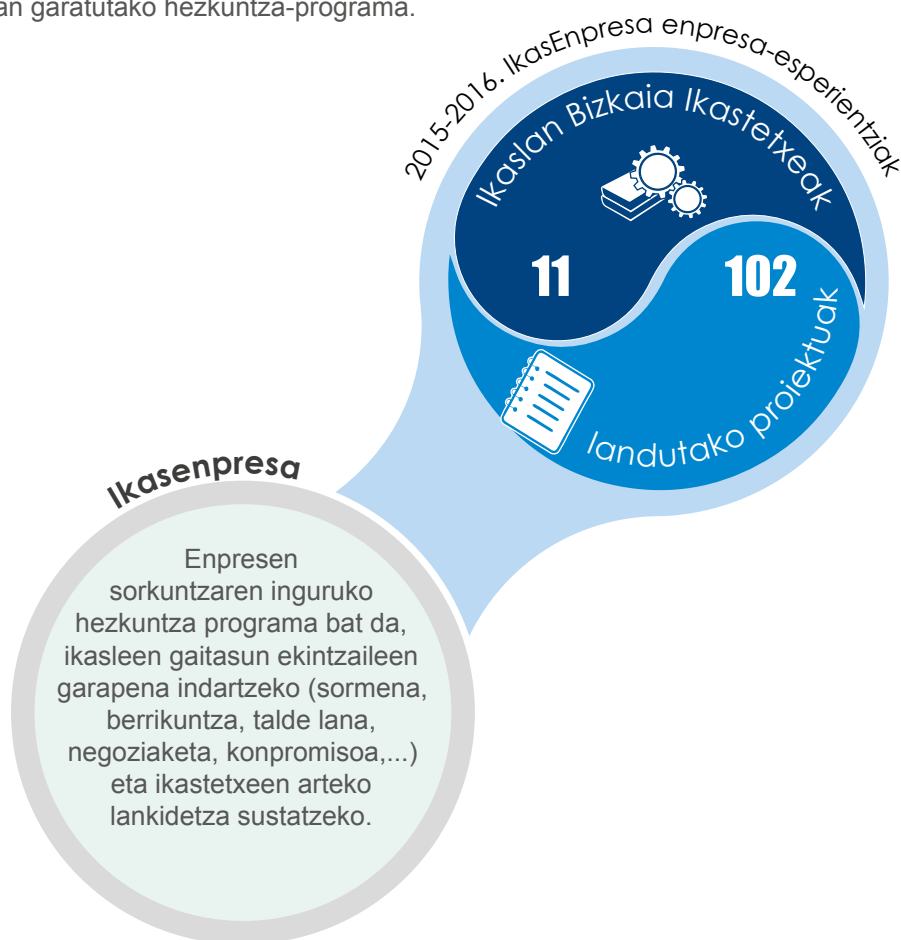 an garatutako hezkuntza-programa.
2015-2016. IkasEnpresa enpresa-esperientziak
Ikaslan Bizkaia Ikastetxeak
11
102
landutako proiektuak
Ikasenpresa
Enpresen
sorkuntzaren inguruko
hezkuntza programa bat da,
ikasleen gaitasun ekintzaileen
garapena indartzeko (sormena,
berrikuntza, talde lana,
negoziaketa, konpromisoa,...)
eta ikastetxeen arteko
lankidetza sustatzeko.